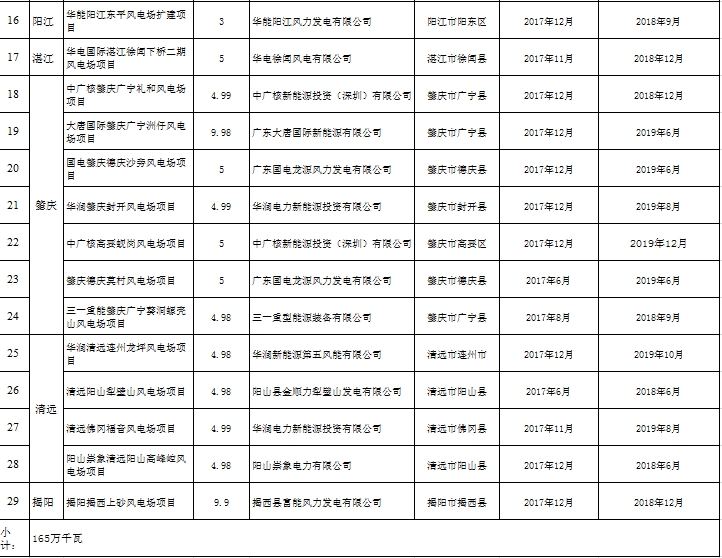 16 阳江 华能阳江东平风电场扩建项目 3 华能阳江风力发电有限公司 阳江市阳东区 2017年12月 2018年9月
17 湛江 华电国际湛江徐闻下桥二期风电场项目 5 华电徐闻风电有限公司 湛江市徐闻县 2017年11月 2018年12月
18 肇庆 中广核肇庆广宁礼和风电场项目 4.99 中广核新能源投资（深圳）有限公司 肇庆市广宁县 2017年12月 2018年12月
19 大唐国际肇庆广宁洲仔风电场项目 9.98 广东大唐国际新能源有限公司 肇庆市广宁县 2017年12月 2019年6月
20 国电肇庆德庆沙旁风电场项目 5 广东国电龙源风力发电有限公司 肇庆市德庆县 2017年12月 2019年6月
21 华润肇庆封开风电场项目 4.99 华润电力新能源投资有限公司 肇庆市封开县 2017年12月 2019年8月
22 中广核高要蚬岗风电场项目 5 中广核新能源投资（深圳）有限公司 肇庆市高要区 2017年12月 2019年12月
23 肇庆德庆莫村风电场项目 5 广东国电龙源风力发电有限公司 肇庆市德庆县 2017年6月 2019年6月
24 三一重能肇庆广宁葵洞螺壳山风电场项目 4.98 三一重型能源装备有限公司 肇庆市广宁县 2017年8月 2018年9月
25 清远 华润清远连州龙坪风电场项目 4.98 华润新能源第五风能有限公司 清远市连州市 2017年12月 2019年10月
26 清远阳山犁壁山风电场项目 4.98 阳山县金顺力犁壁山发电有限公司 清远市阳山县 2017年6月 2018年6月
27 清远佛冈福音风电场项目 4.99 华润电力新能源投资有限公司 清远市佛冈县 2017年11月 2019年8月
28 阳山崇象清远阳山高峰崆风电场项目 4.98 阳山崇象电力有限公司 清远市阳山县 2017年12月 2018年6月
29 揭阳 揭阳揭西上砂风电场项目 9.9 揭西县富能风力发电有限公司 揭阳市揭西县 2017年12月 2018年12月
小计： 165万千瓦